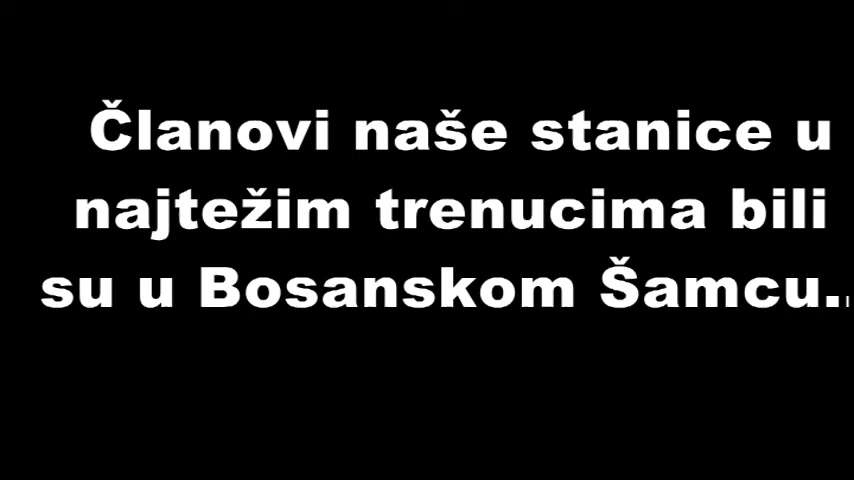 Članovi naše stanice u
najtežim trenucima bili
su u Bosanskom Šamcu...